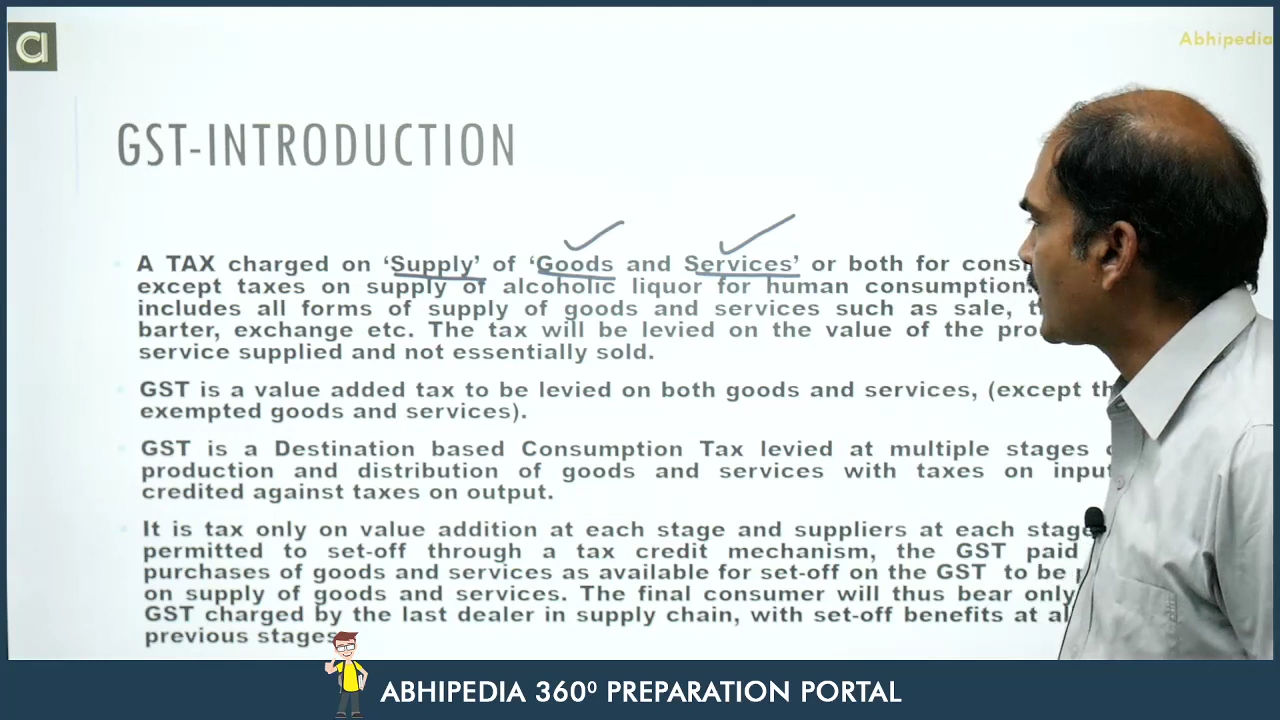 Abhipedia
GST-INTRODUCTION
A TAX charged on ‘Supply’ of ‘Goods and Services’ or both for
except taxes on supply of alcoholic liquor for human consumption.
includes all forms of supply of goods and services such as sale,
barter, exchange etc. The tax will be levied on the value of the
service supplied and not essentially sold.
GST is a value added tax to be levied on both goods and services, (except
exempted goods and services).
GST is a Destination based Consumption Tax levied at multiple stages
production and distribution of goods and services with taxes on
credited against taxes on output.
It is tax only on value addition at each stage and suppliers at each
permitted to set-off through a tax credit mechanism, the GST paid
purchases of goods and services as available for set-off on the GST to be
on supply of goods and services. The final consumer will thus bear only
GST charged by the last dealer in supply chain, with set-off benefits at
previous stages
ABHIPEDIA 360⁰ PREPARATION PORTAL